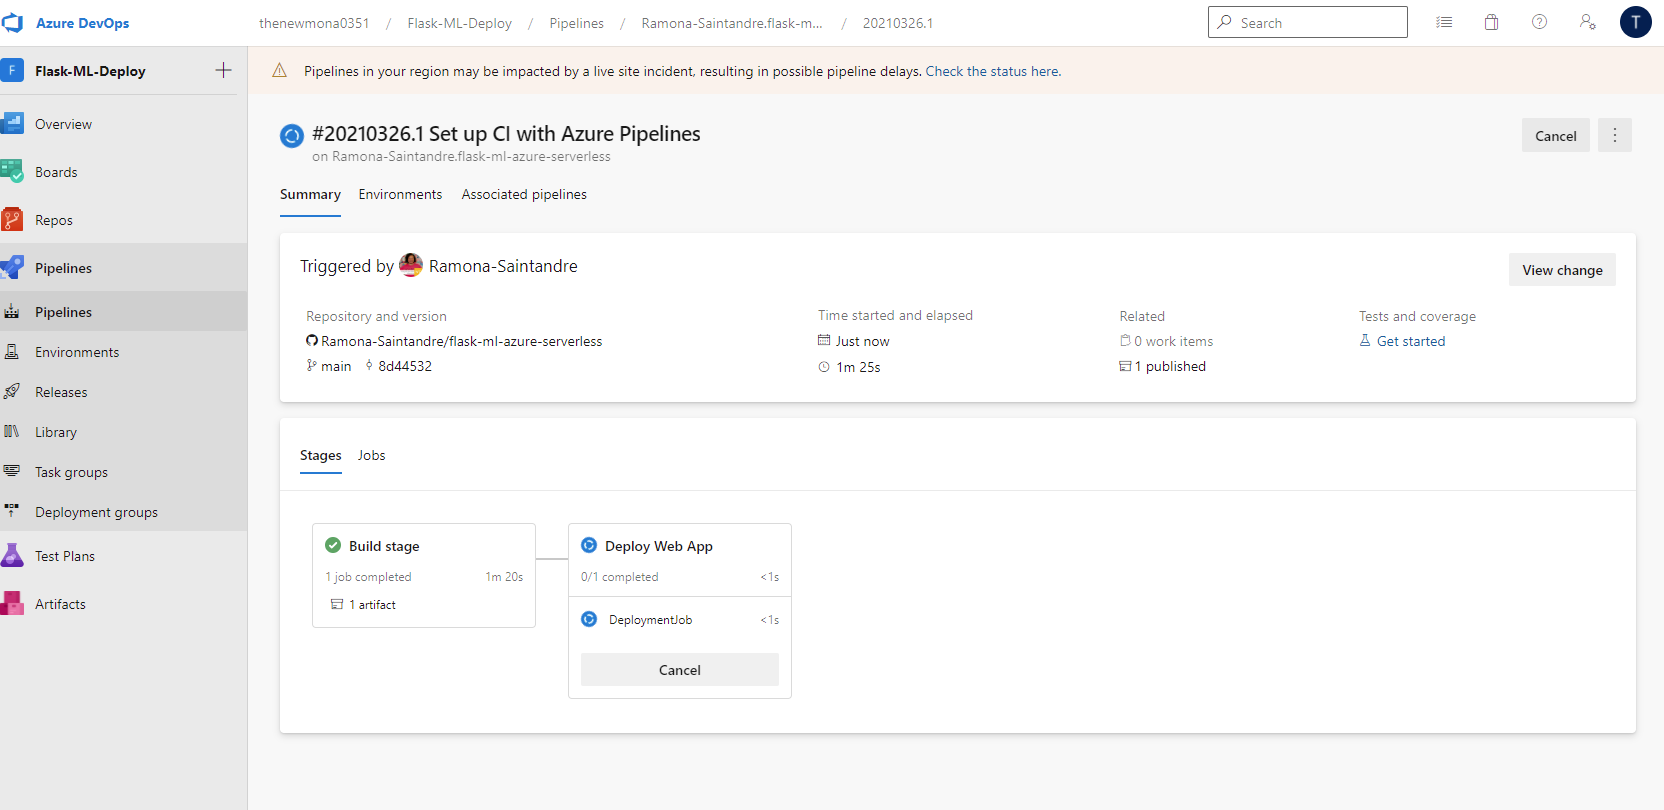 Azure DevOps
thenewmona0351 / Flask-ML-Deploy / Pipelines / Ramona-Saintandre.flask-m... / 20210326.1
Search
T
F Flask-ML-Deploy
Overview
Boards
Repos
Pipelines
Pipelines
Environments
Releases
Library
Task groups
Deployment groups
Test Plans
Artifacts
Pipelines in your region may be impacted by a live site incident, resulting in possible pipeline delays. Check the status here.
#20210326.1 Set up CI with Azure Pipelines
on Ramona-Saintandre.flask-ml-azure-serverless
Cancel
Summary Environments Associated pipelines
Triggered by Ramona-Saintandre
View change
Repository and version
Ramona-Saintandre/flask-ml-azure-serverless
main 8d44532
Time started and elapsed
Just now
1m 25s
Related
0 work items
1 published
Tests and coverage
Get started
Stages Jobs
Build stage
1 job completed 1m 20s
1 artifact
Deploy Web App
0/1 completed <1s
DeploymentJob <1s
Cancel